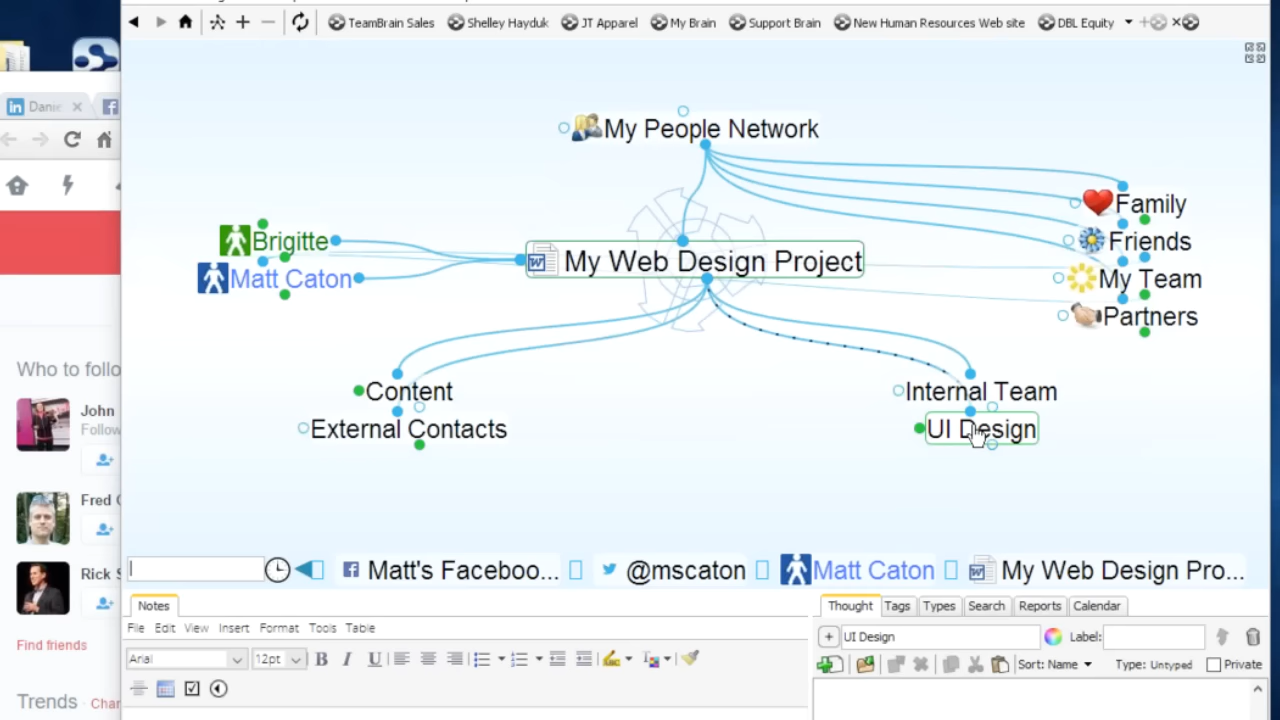 TeamBrain Sales
Shelley Hayduk
JT Apparel
My Brain
Support Brain
New Human Resources Web site
DBL Equity
Danie
My People Network
Family
Friends
My Team
Partners
Brigitte
Matt Caton
My Web Design Project
Content
External Contacts
Internal Team
UI Design
Who to follo
John
Follow
Fred
Rick S
Find friends
Trends · Chan
Matt's Faceboo...
@mscaton
Matt Caton
My Web Design Pro...
Notes
File Edit View Insert Format Tools Table
Arial 12pt B I U
Thought Tags Types Search Reports Calendar
UI Design Label:
Sort: Name Type: Untyped Private